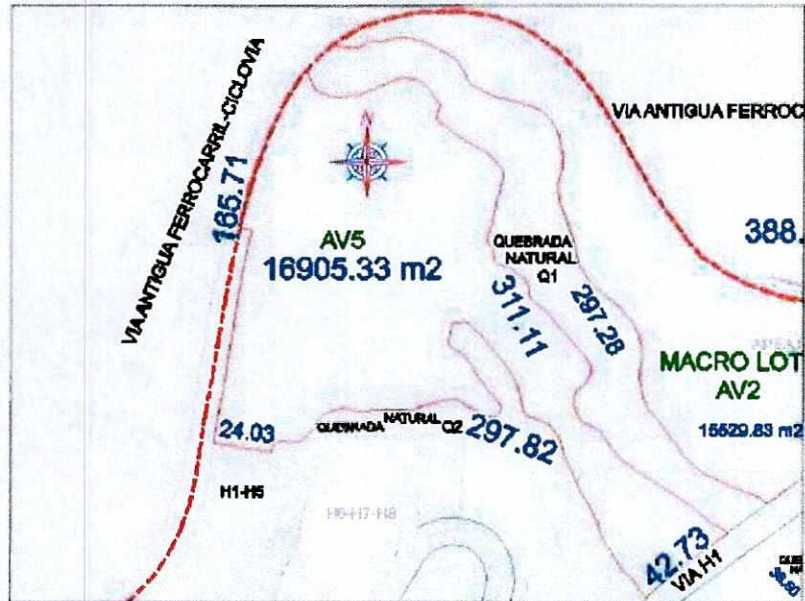 VIA ANTIGUA FERROCARRIL-CICLOVIA
165.71
N
VIA ANTIGUA FERROC
388.
AV5
16905.33 m2
QUEBRADA
NATURAL
Q1
311.11
297.28
MACRO LOT
AV2
15529.83 m2
24.03
QUEBRADA NATURAL Q2
297.82
H1-H5
H6-H7-H8
42.73
VIA H1